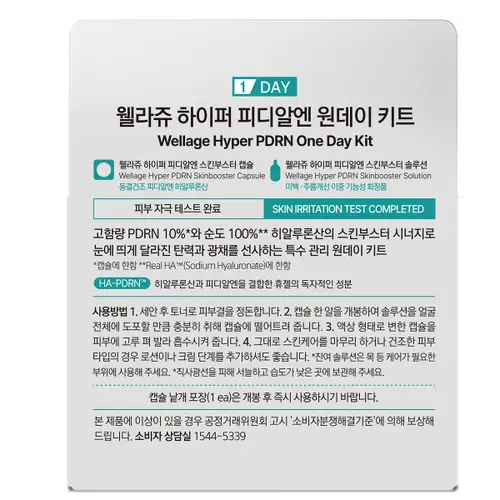 1 DAY
웰라쥬 하이퍼 피디알엔 원데이 키트
Wellage Hyper PDRN One Day Kit
웰라쥬 하이퍼 피디알엔 스킨부스터 캡슐
Wellage Hyper PDRN Skinbooster Capsule
동결건조 피디알엔 히알루론산
웰라쥬 하이퍼 피디알엔 스킨부스터 솔루션
Wellage Hyper PDRN Skinbooster Solution
미백・주름개선 이중 기능성 화장품
피부 자극 테스트 완료 SKIN IRRITATION TEST COMPLETED
고함량 PDRN 10%*와 순도 100%** 히알루론산의 스킨부스터 시너지로
눈에 띄게 달라진 탄력과 광채를 선사하는 특수 관리 원데이 키트
*캡슐에 한함 **Real HA™(Sodium Hyaluronate)에 한함
HA-PDRN™ 히알루론산과 피디알엔을 결합한 휴젤의 독자적인 성분
사용방법 1. 세안 후 토너로 피부결을 정돈합니다. 2. 캡슐 한 알을 개봉하여 솔루션을 얼굴
전체에 도포할 만큼 충분히 취해 캡슐에 떨어트려 줍니다. 3. 액상 형태로 변한 캡슐을
피부에 고루 펴 발라 흡수시켜 줍니다. 4. 그대로 스킨케어를 마무리 하거나 건조한 피부
타입의 경우 로션이나 크림 단계를 추가하셔도 좋습니다. *잔여 솔루션은 목 등 케어가 필요한
부위에 사용해 주세요. *직사광선을 피해 서늘하고 습도가 낮은 곳에 보관해 주세요.
캡슐 낱개 포장(1 ea)은 개봉 후 즉시 사용하시기 바랍니다.
본 제품에 이상이 있을 경우 공정거래위원회 고시 '소비자분쟁해결기준'에 의해 보상해
드립니다. 소비자 상담실 1544-5339